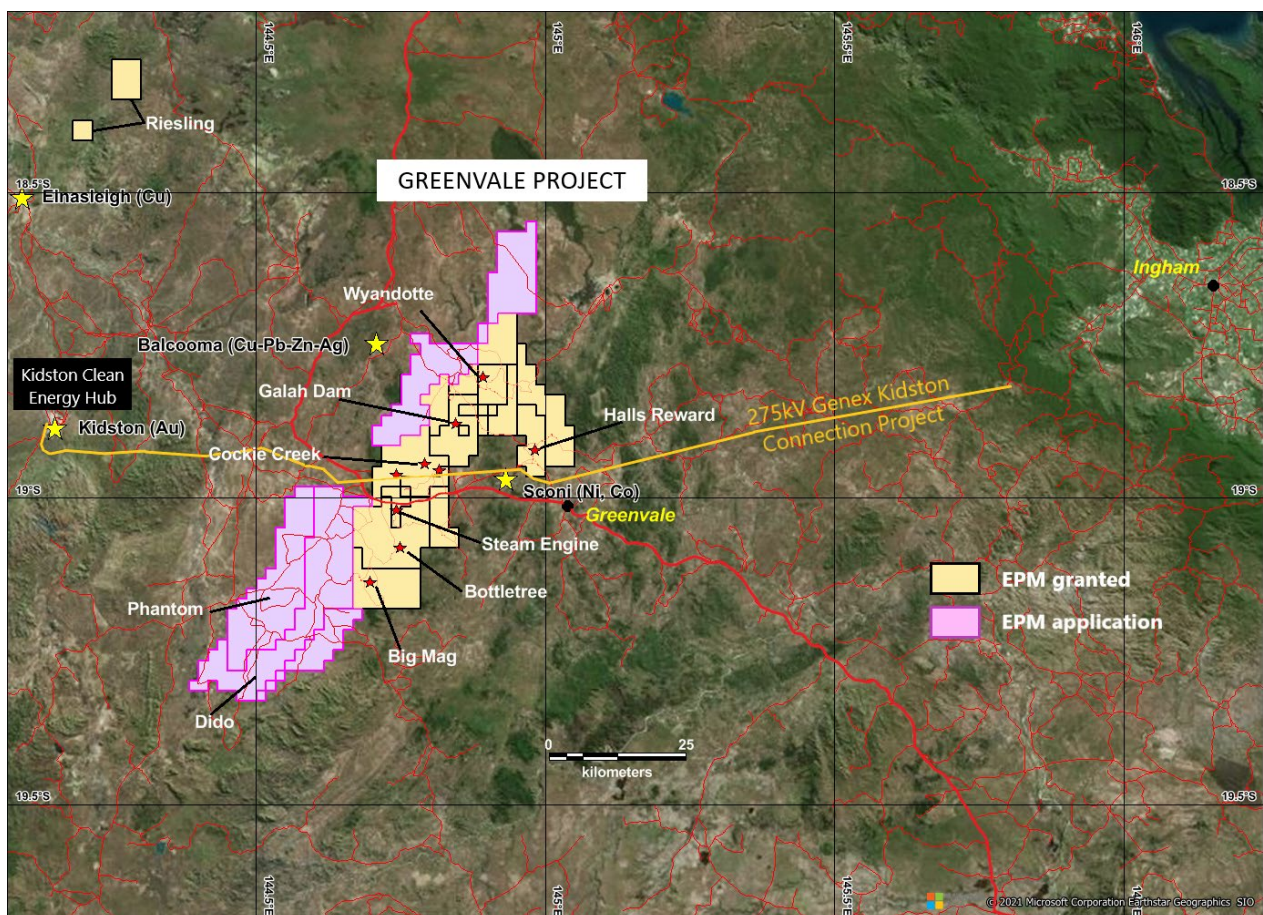 144.5°E
145°E
145.5°E
146°E
Riesling
18.5°S
Einasleigh (Cu)
GREENVALE PROJECT
18.5°S
Ingham
Wyandotte
Balcooma (Cu-Pb-Zn-Ag)
Kidston Clean
Energy Hub
Galah Dam
275kV Genex Kidston
Connection Project
Halls Reward
Kidston (Au)
Cockie Creek
19°S
Sconi (Ni, Co)
19°S
Greenvale
Steam Engine
EPM granted
Bottletree
Phantom
EPM application
Big Mag
Dido
0 25
kilometers
19.5°S
19.5°S
144.5°E
145°E
145.5°E
© 2021 Microsoft Corporation Earthstar Geographics SIO